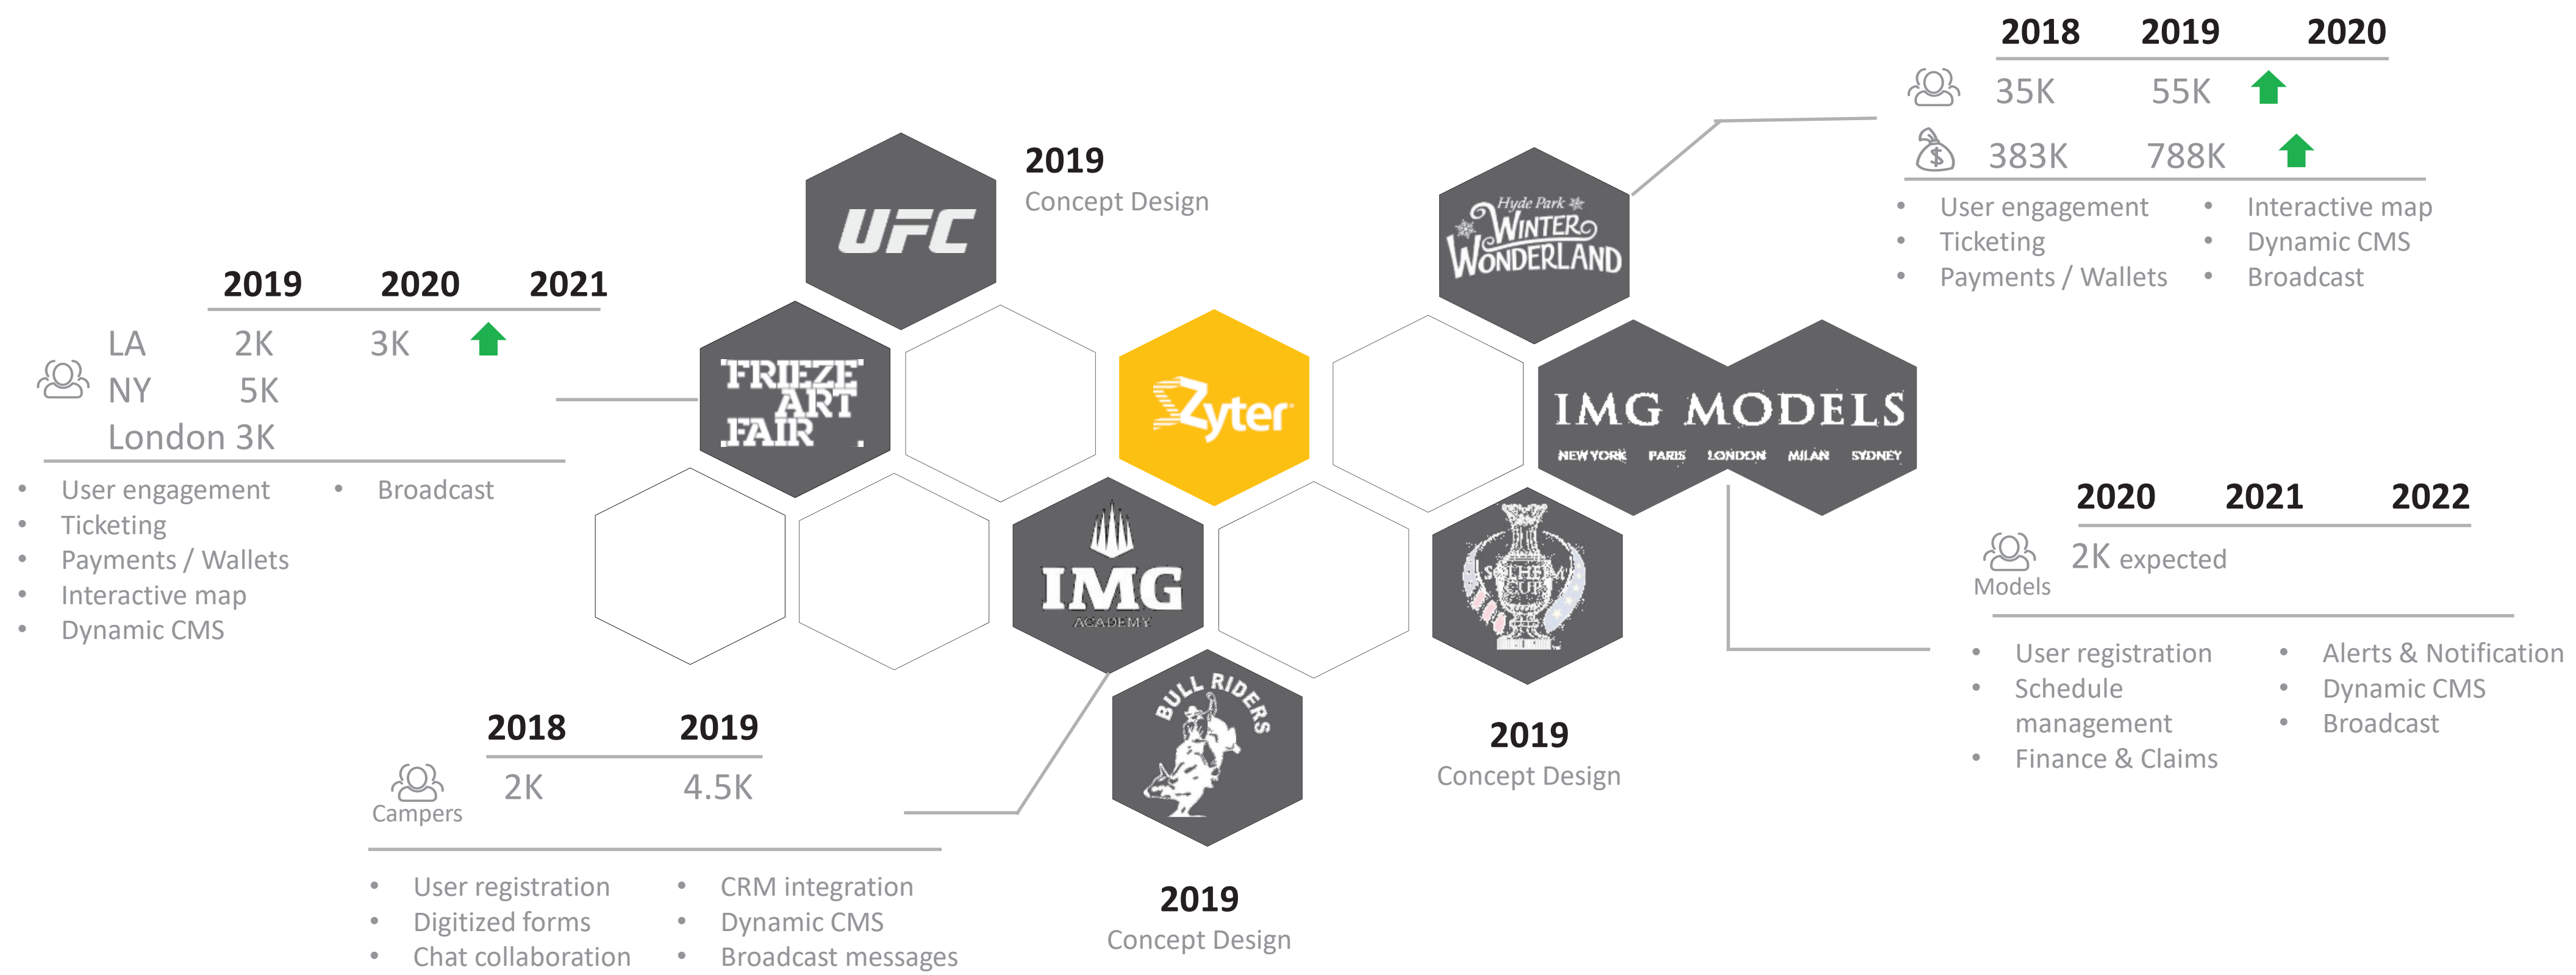 2018 2019 2020
35K 55K
$ 383K 788K
• User engagement • Interactive map
• Ticketing • Dynamic CMS
• Payments / Wallets • Broadcast
UFC
2019
Concept Design
Hyde Park
WINTER
WONDERLAND
2019 2020 2021
LA 2K 3K
NY 5K
London 3K
• User engagement • Broadcast
• Ticketing
• Payments / Wallets
• Interactive map
• Dynamic CMS
FRIEZE
ART
FAIR
Zyter
IMG MODELS
NEW YORK PARIS LONDON MILAN SYDNEY
2020 2021 2022
2K expected
Models
• User registration • Alerts & Notification
• Schedule • Dynamic CMS
management • Broadcast
• Finance & Claims
IMG
ACADEMY
SOLHEIM
CUP
2019
Concept Design
2018 2019
2K 4.5K
Campers
• User registration • CRM integration
• Digitized forms • Dynamic CMS
• Chat collaboration • Broadcast messages
BULL RIDERS
2019
Concept Design